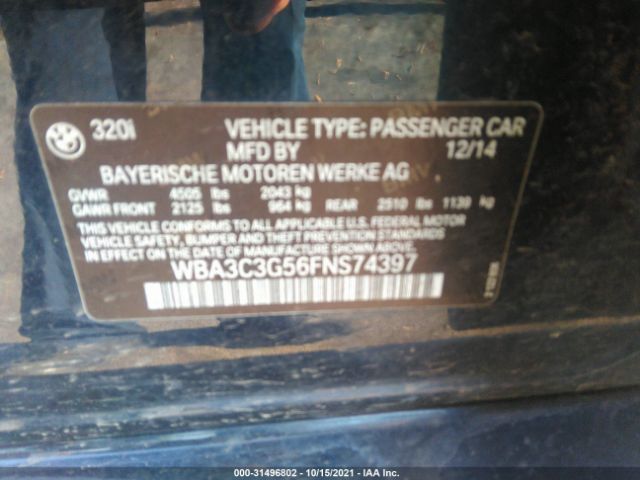 BMW 320i VEHICLE TYPE: PASSENGER CAR
MFD BY 12/14
BAYERISCHE MOTOREN WERKE AG
GVWR 4505 lbs 2043 kg
GAWR FRONT 2125 lbs 964 kg REAR 2510 lbs 1139 kg
THIS VEHICLE CONFORMS TO ALL APPLICABLE U.S. FEDERAL MOTOR
VEHICLE SAFETY, BUMPER AND THEFT PREVENTION STANDARDS
IN EFFECT ON THE DATE OF MANUFACTURE SHOWN ABOVE.
WBA3C3G56FNS74397
000-31496802 - 10/15/2021 - IAA Inc.